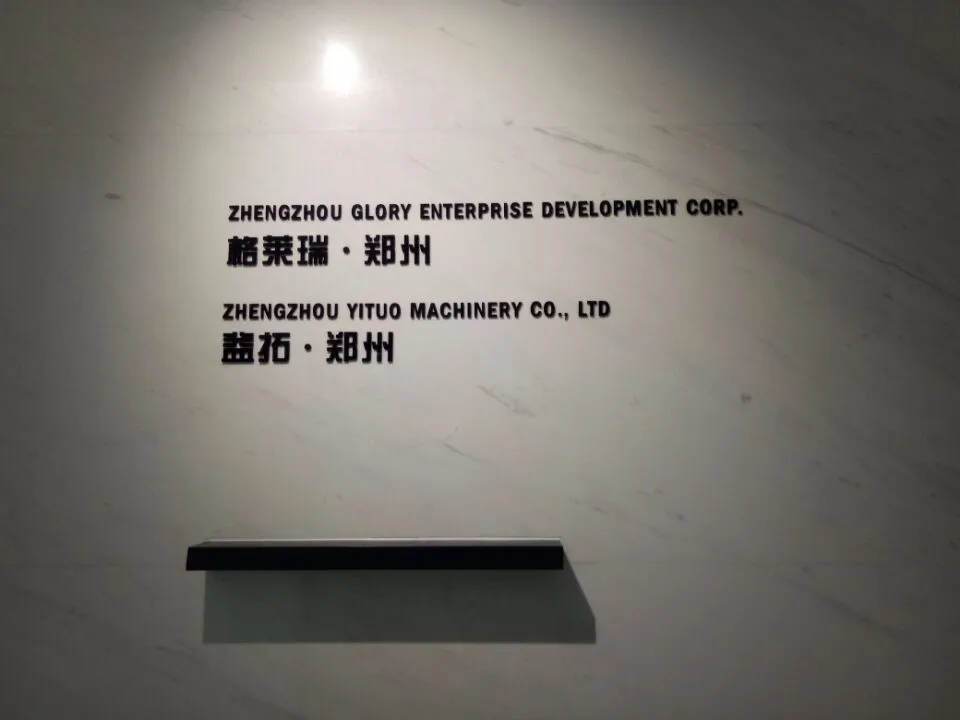 ZHENGZHOU GLORY ENTERPRISE DEVELOPMENT CORP.
格莱瑞·郑州
ZHENGZHOU YITUO MACHINERY CO., LTD
益拓·郑州